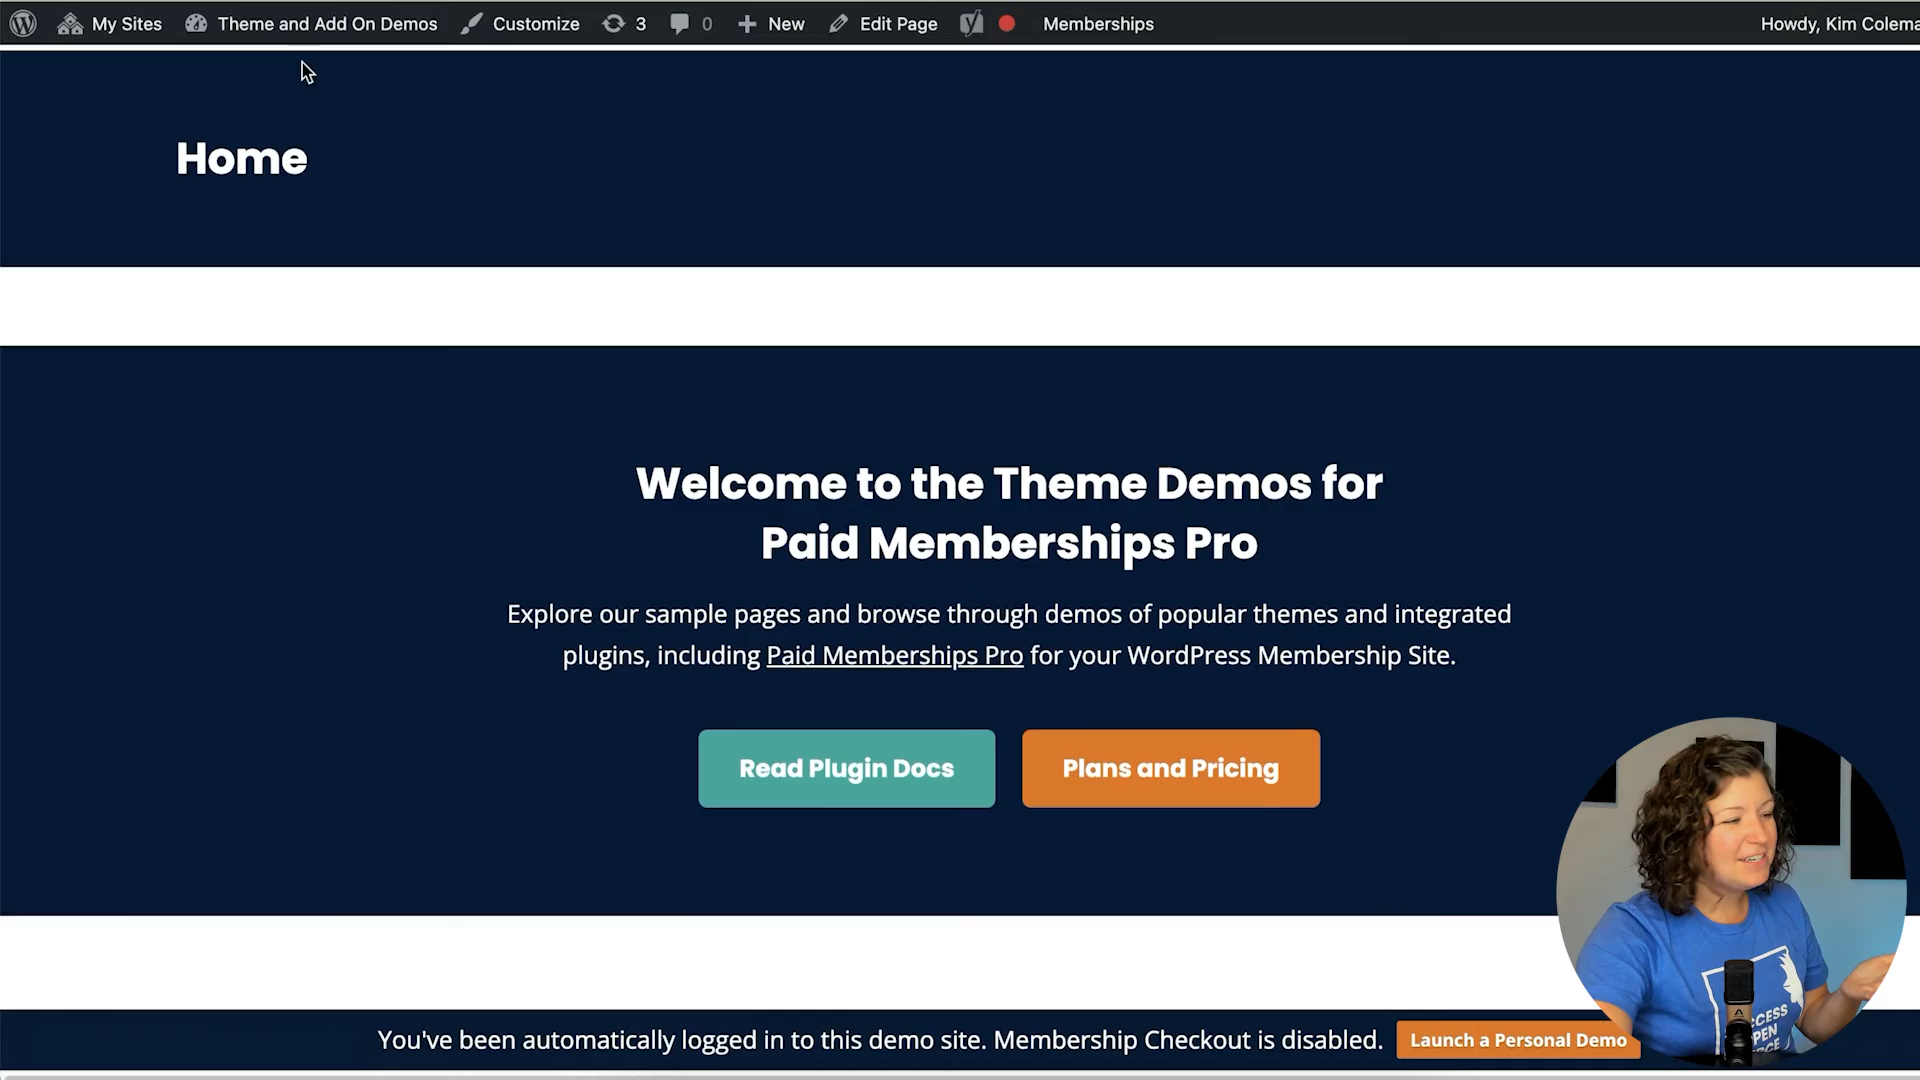 My Sites Theme and Add On Demos Customize 3 0 New Edit Page Memberships Howdy, Kim Colema
Home
Welcome to the Theme Demos for
Paid Memberships Pro
Explore our sample pages and browse through demos of popular themes and integrated
plugins, including Paid Memberships Pro for your WordPress Membership Site.
Read Plugin Docs Plans and Pricing
You've been automatically logged in to this demo site. Membership Checkout is disabled. Launch a Personal Demo